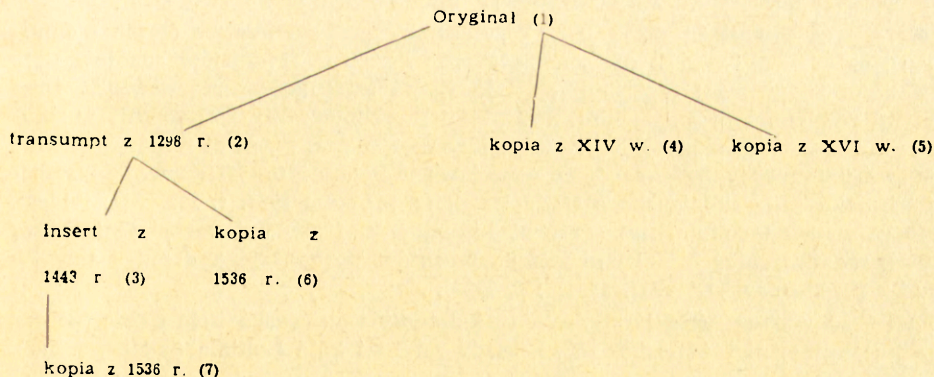 Oryginał (1)
transumpt z 1298 r. (2)
kopia z XIV w. (4)
kopia z XVI w. (5)
insert z
1443 r (3)
kopia z
1536 r. (6)
kopia z 1536 r. (7)